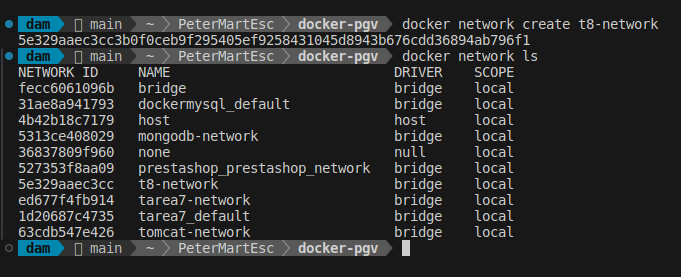 dam main ~ PeterMartEsc docker-pgv docker network create t8-network
5e329aaec3cc3b0f0ceb9f295405ef9258431045d8943b676cdd36894ab796f1
dam main ~ PeterMartEsc docker-pgv docker network ls
NETWORK ID NAME DRIVER SCOPE
fecc6061096b bridge bridge local
31ae8a941793 dockermysql_default bridge local
4b42b18c7179 host host local
5313ce408029 mongodb-network bridge local
36837809f960 none null local
527353f8aa09 prestashop_prestashop_network bridge local
5e329aaec3cc t8-network bridge local
ed677f4fb914 tarea7-network bridge local
1d20687c4735 tarea7_default bridge local
63cdb547e426 tomcat-network bridge local
dam main ~ PeterMartEsc docker-pgv